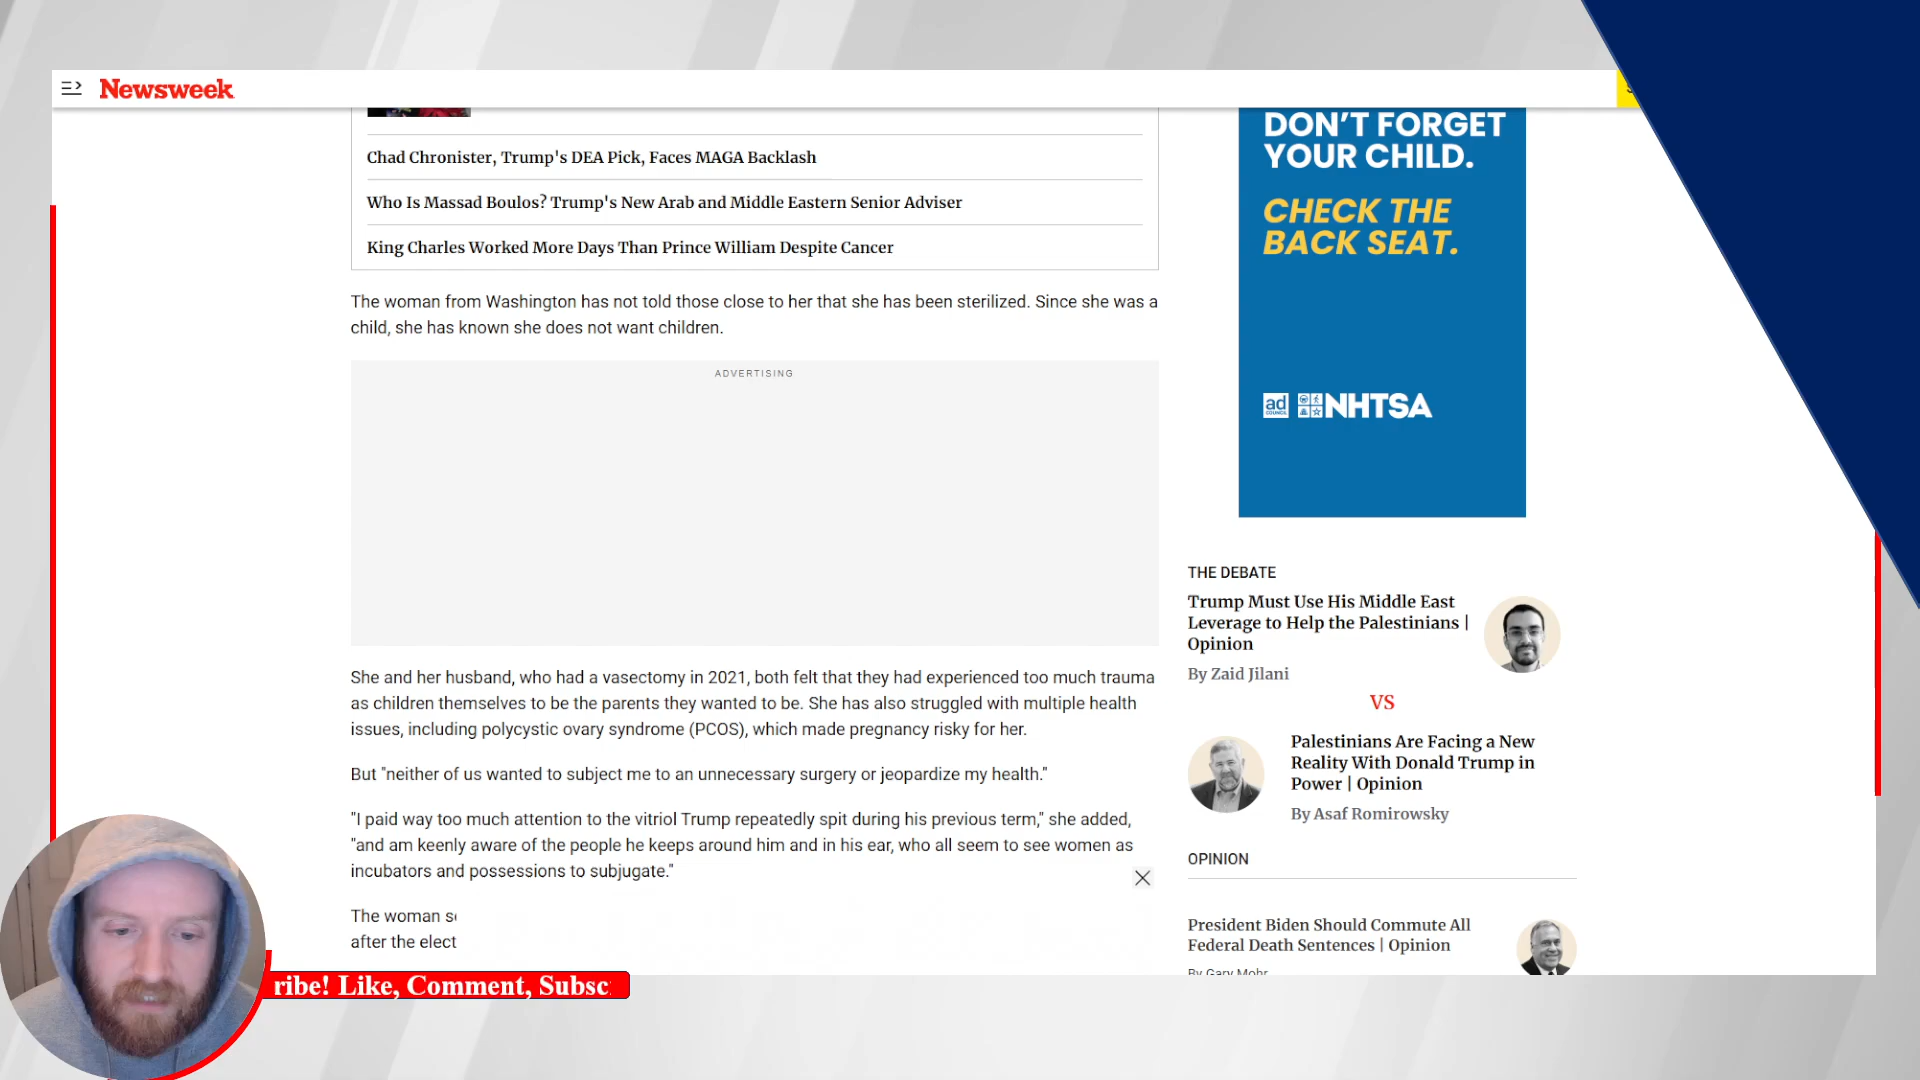 Newsweek
Chad Chronister, Trump's DEA Pick, Faces MAGA Backlash
Who Is Massad Boulos? Trump's New Arab and Middle Eastern Senior Adviser
King Charles Worked More Days Than Prince William Despite Cancer
The woman from Washington has not told those close to her that she has been sterilized. Since she was a
child, she has known she does not want children.
ADVERTISING
She and her husband, who had a vasectomy in 2021, both felt that they had experienced too much trauma
as children themselves to be the parents they wanted to be. She has also struggled with multiple health
issues, including polycystic ovary syndrome (PCOS), which made pregnancy risky for her.
But "neither of us wanted to subject me to an unnecessary surgery or jeopardize my health."
"I paid way too much attention to the vitriol Trump repeatedly spit during his previous term," she added,
"and am keenly aware of the people he keeps around him and in his ear, who all seem to see women as
incubators and possessions to subjugate."
The woman
after the elect
DON'T FORGET
YOUR CHILD.
CHECK THE
BACK SEAT.
ad
COUNCIL
NHTSA
THE DEBATE
Trump Must Use His Middle East
Leverage to Help the Palestinians |
Opinion
By Zaid Jilani
VS
Palestinians Are Facing a New
Reality With Donald Trump in
Power | Opinion
By Asaf Romirowsky
OPINION
President Biden Should Commute All
Federal Death Sentences | Opinion
By Gary Mohr
ribe! Like, Comment, Subsc